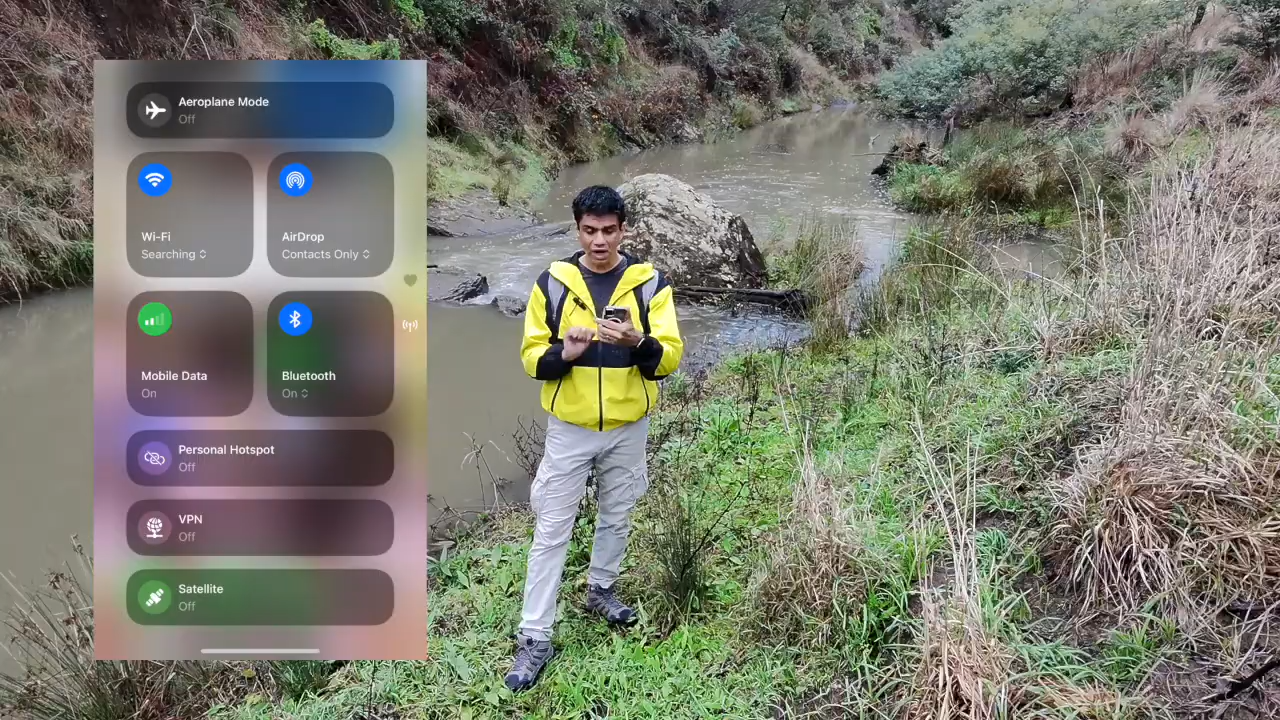 Aeroplane Mode
Off
Wi-Fi
Searching
AirDrop
Contacts Only
Mobile Data
On
Bluetooth
On
Personal Hotspot
Off
VPN
Off
Satellite
Off